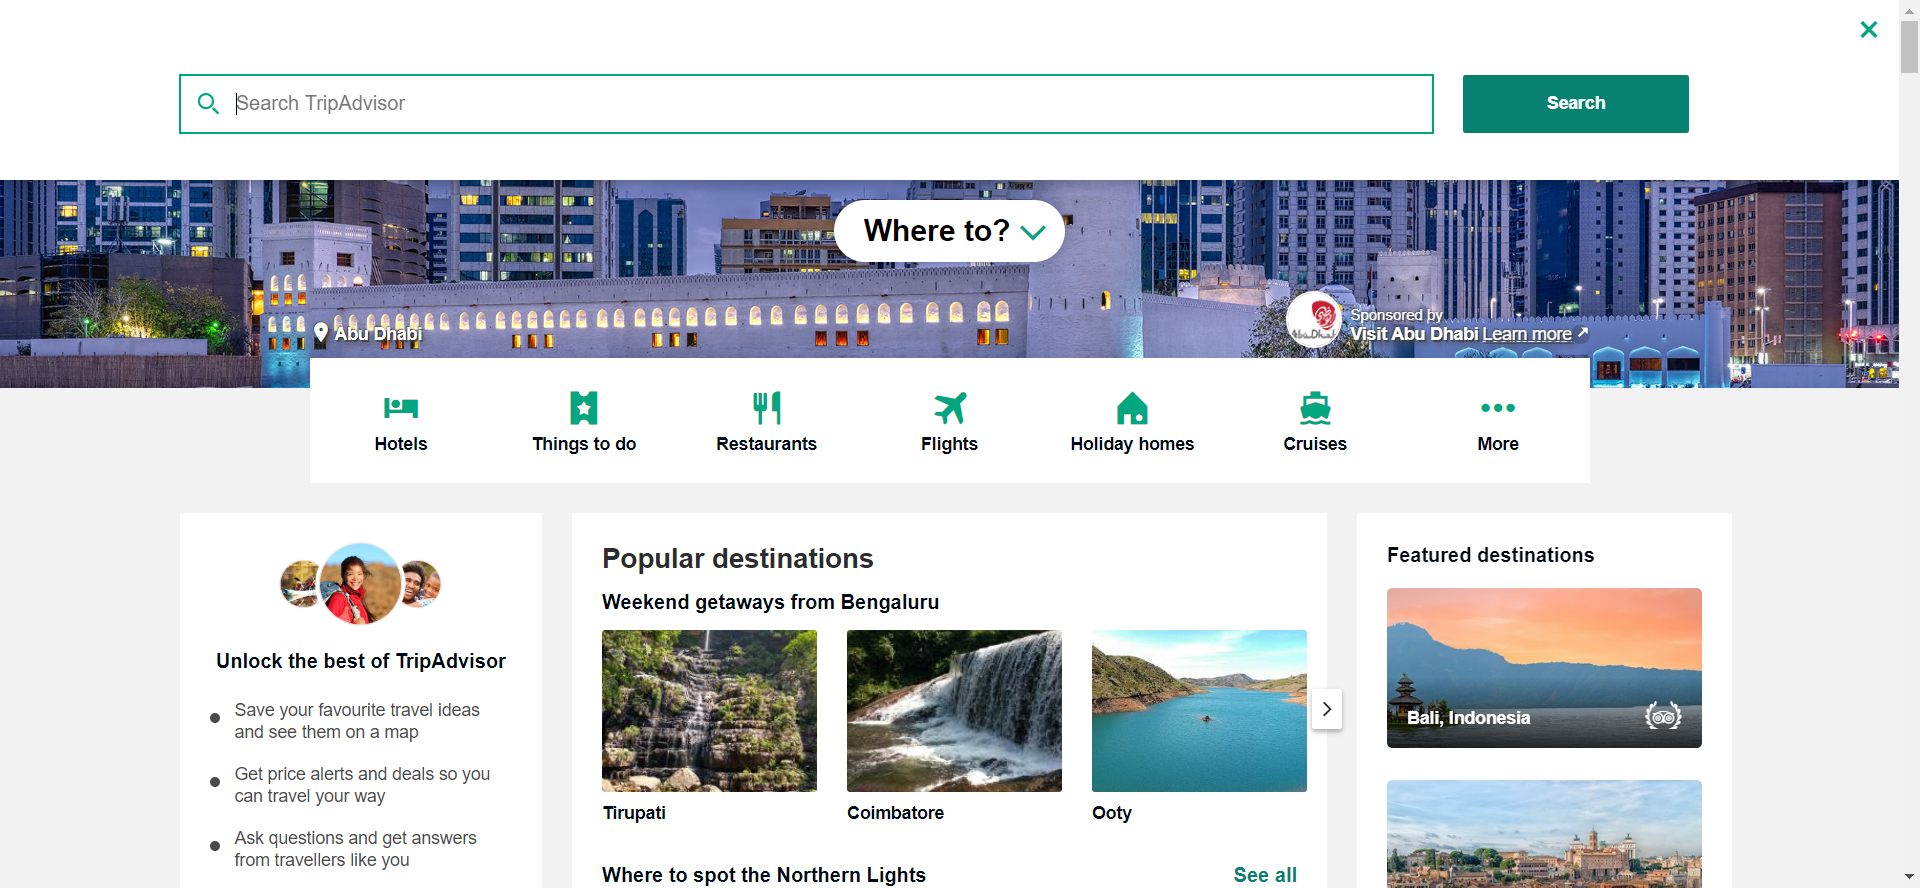 Search TripAdvisor
Search
Where to?
Abu Dhabi
Sponsored by
Visit Abu Dhabi Learn more
Hotels
Things to do
Restaurants
Flights
Holiday homes
Cruises
More
Unlock the best of TripAdvisor
Save your favourite travel ideas
and see them on a map
Get price alerts and deals so you
can travel your way
Ask questions and get answers
from travellers like you
Popular destinations
Weekend getaways from Bengaluru
Tirupati
Coimbatore
Ooty
Where to spot the Northern Lights
See all
Featured destinations
Bali, Indonesia